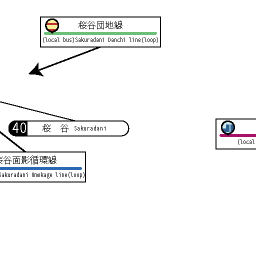 桜谷団地線
(local bus)Sakuradani Danchi line(loop)
40 桜 谷 Sakuradani
(local
桜谷面影循環線
Sakuradani Omokage line(loop)